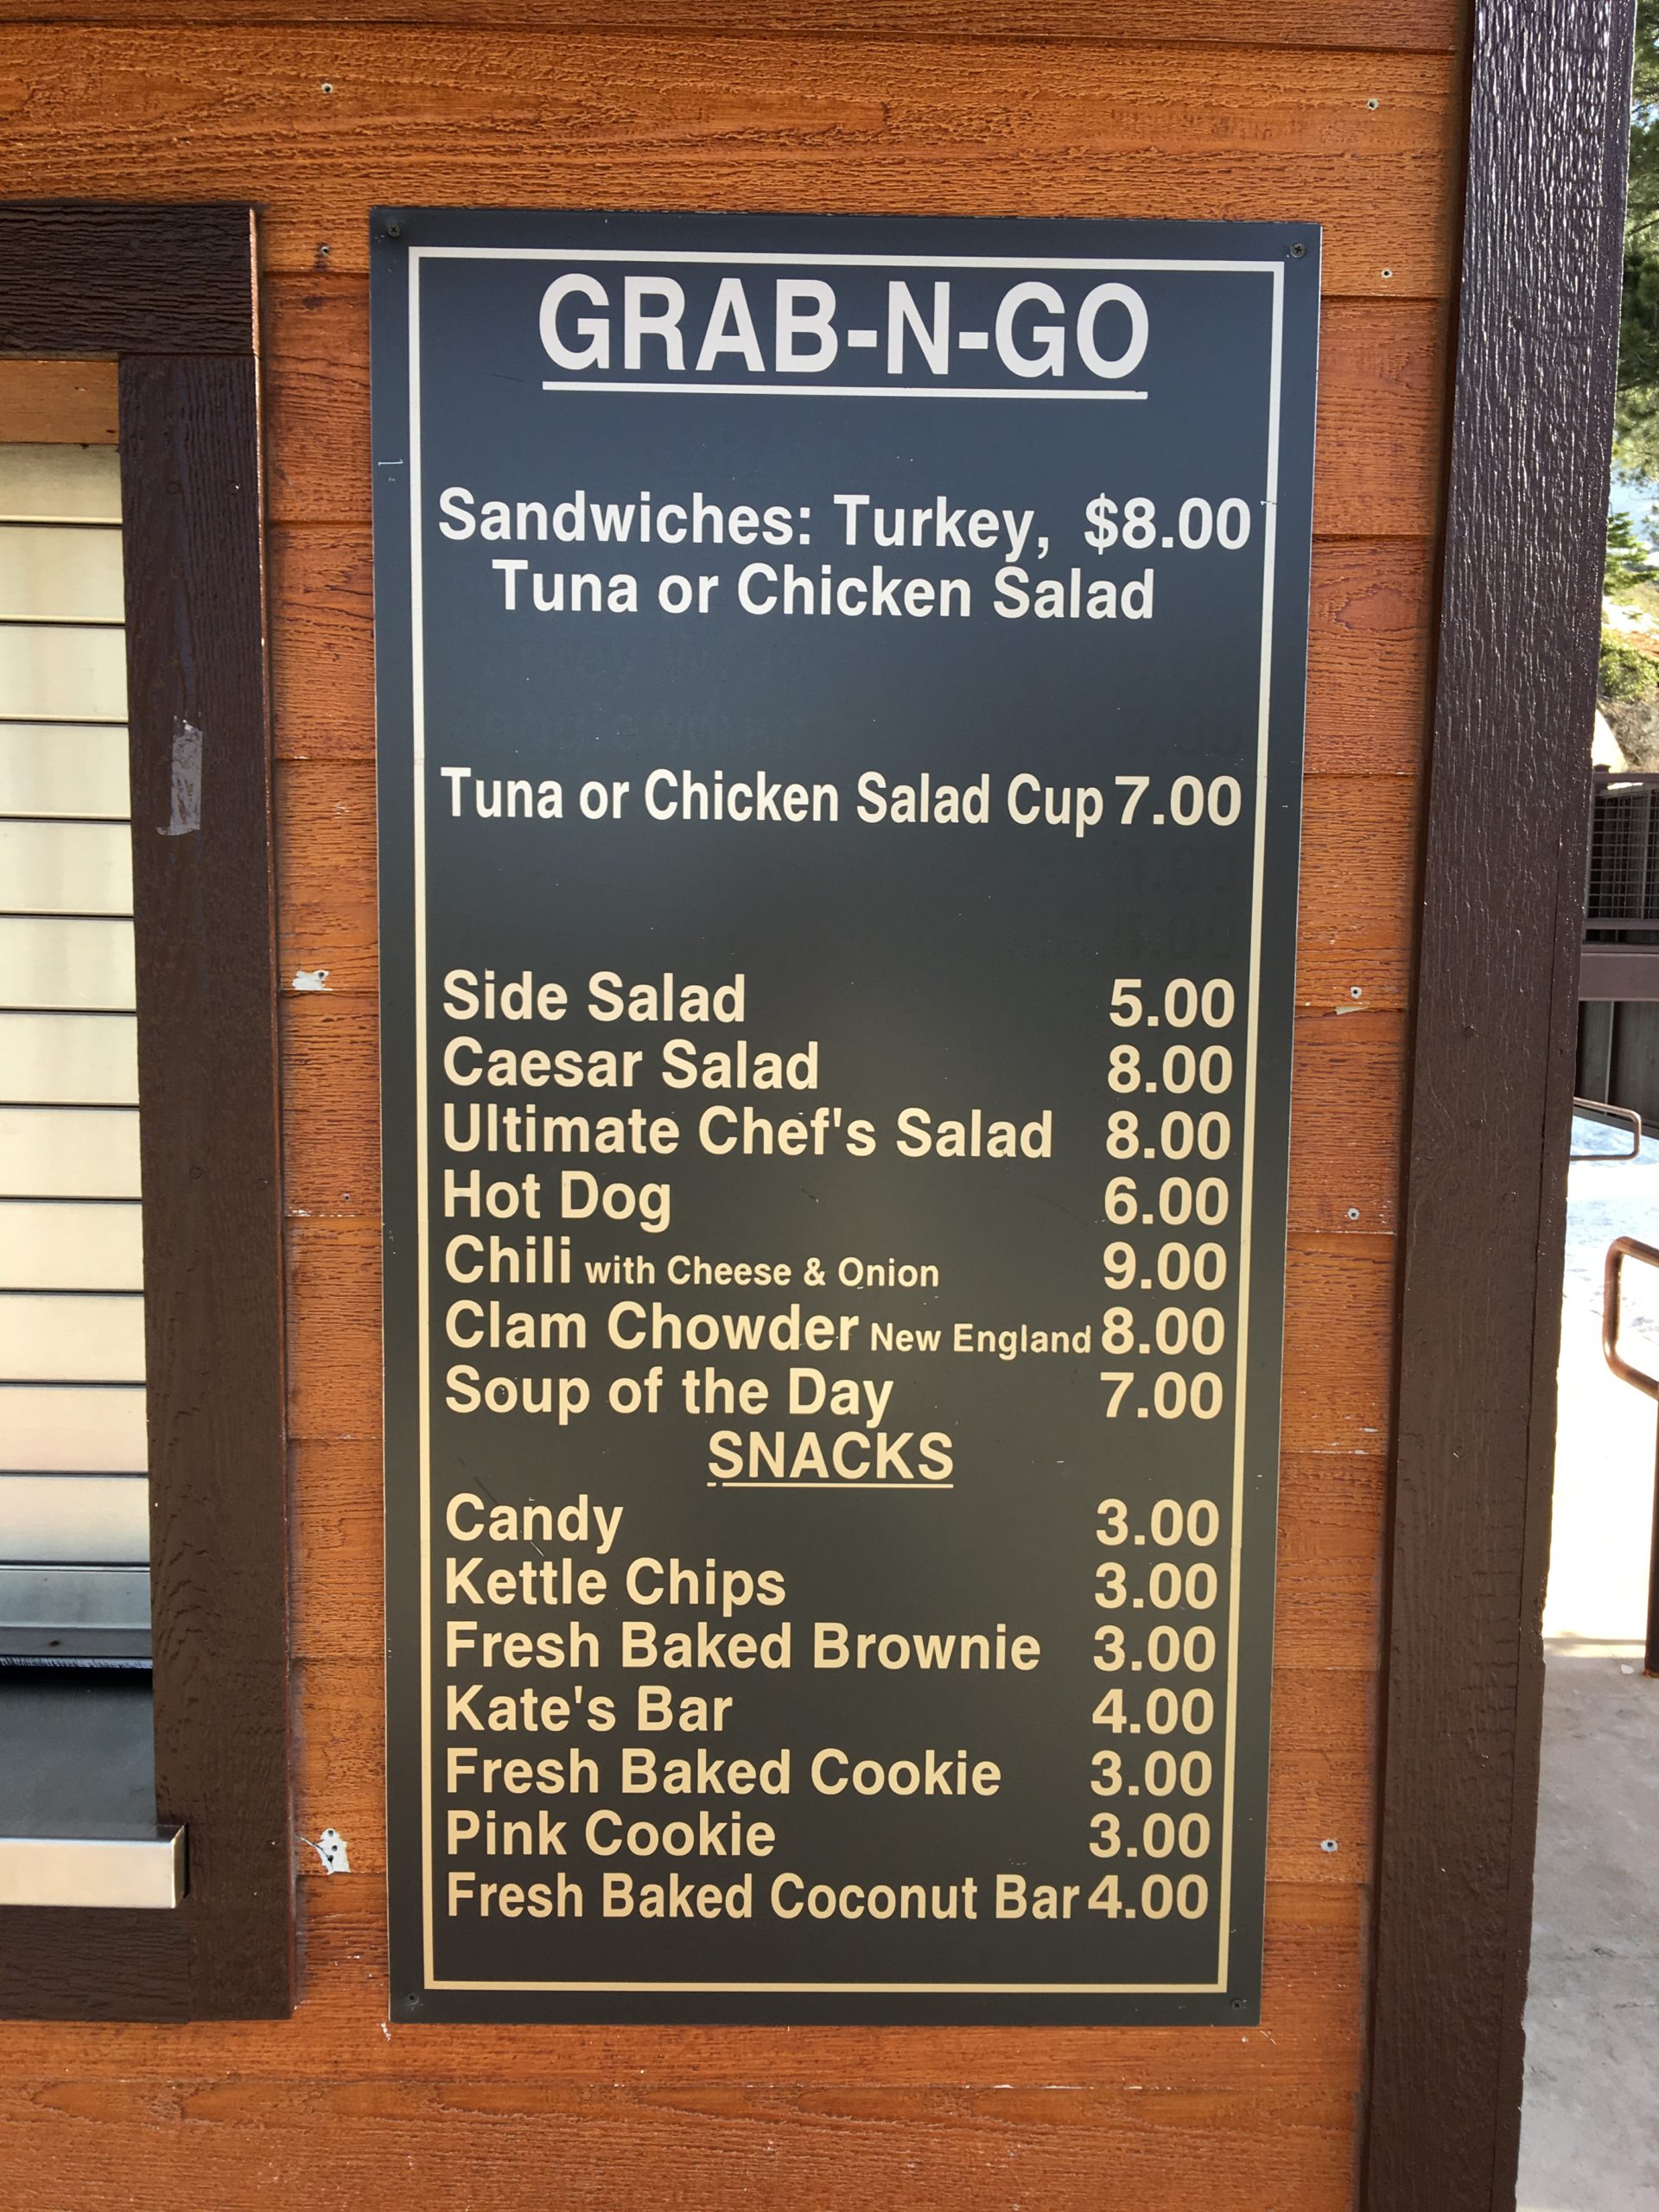 GRAB-N-GO
Sandwiches: Turkey, $8.00
Tuna or Chicken Salad
Tuna or Chicken Salad Cup 7.00
Side Salad 5.00
Caesar Salad 8.00
Ultimate Chef's Salad 8.00
Hot Dog 6.00
Chili with Cheese & Onion 9.00
Clam Chowder New England 8.00
Soup of the Day 7.00
SNACKS
Candy 3.00
Kettle Chips 3.00
Fresh Baked Brownie 3.00
Kate's Bar 4.00
Fresh Baked Cookie 3.00
Pink Cookie 3.00
Fresh Baked Coconut Bar 4.00